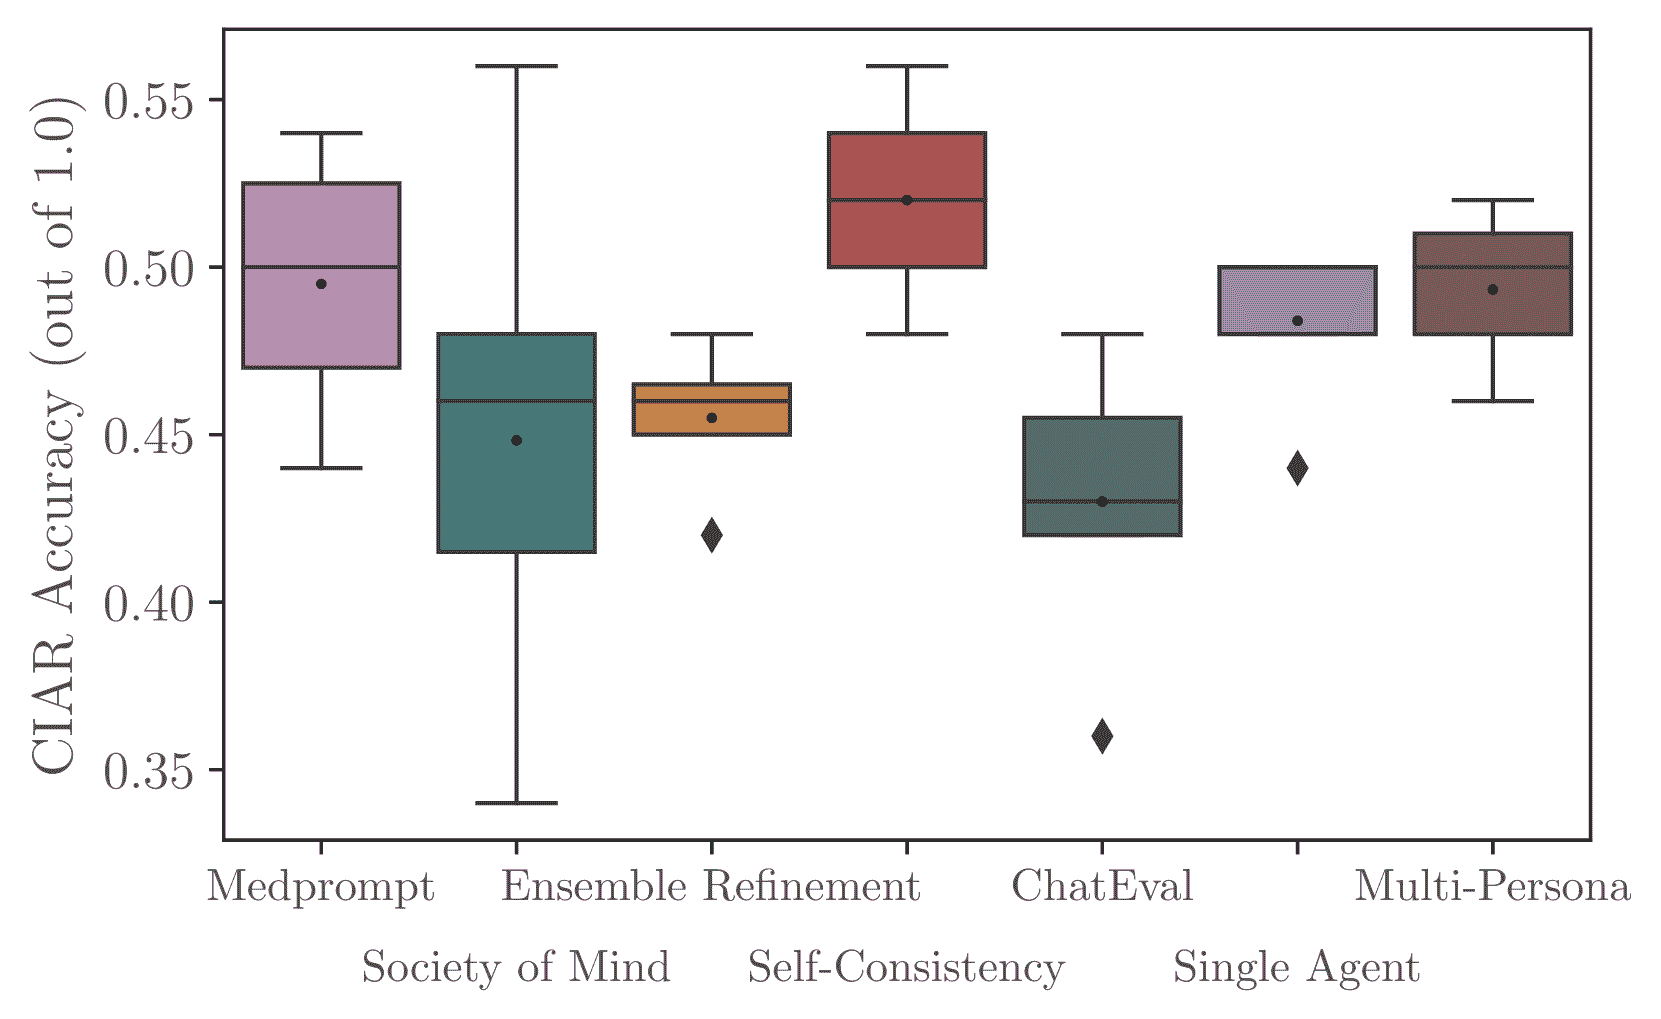 CIAR Accuracy (out of 1.0)
0.55
0.50
0.45
0.40
0.35
Medprompt
Ensemble Refinement
ChatEval
Multi-Persona
Society of Mind
Self-Consistency
Single Agent